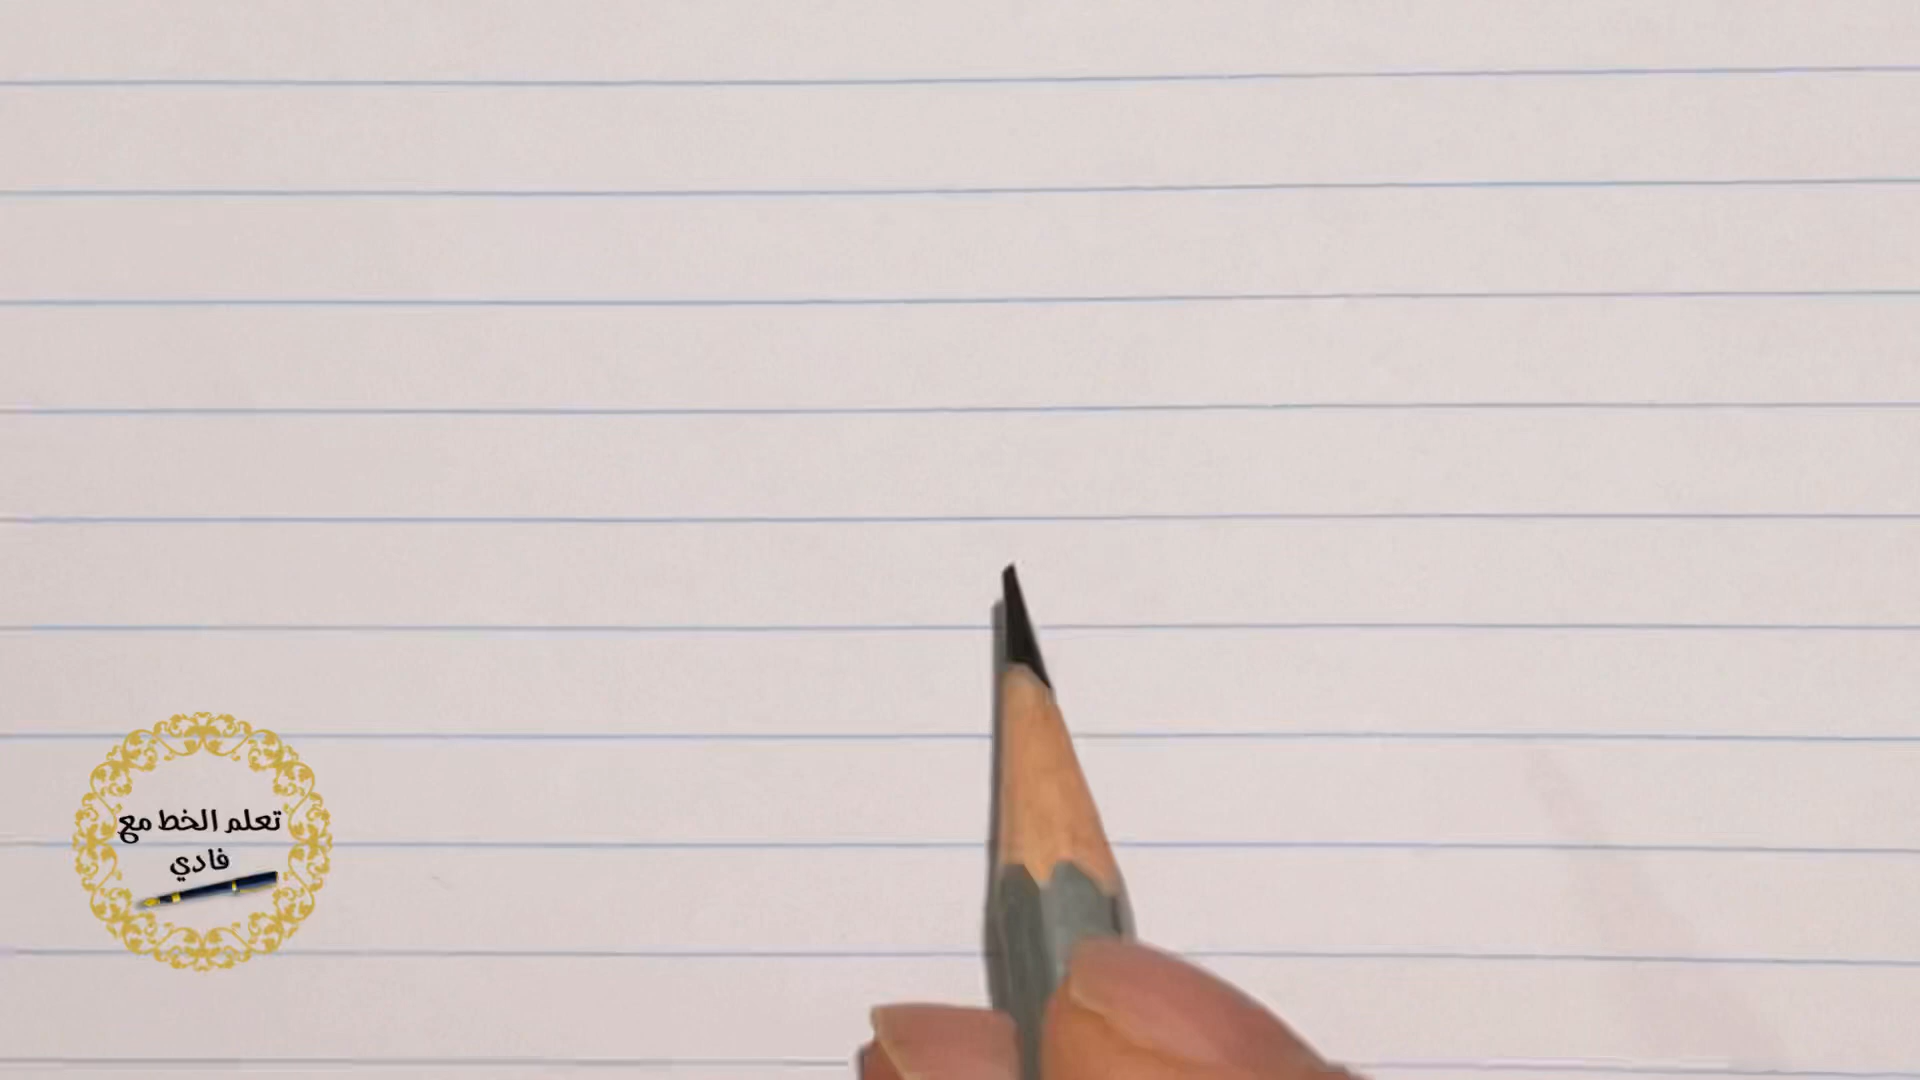 تعلم الخط مع
فادي